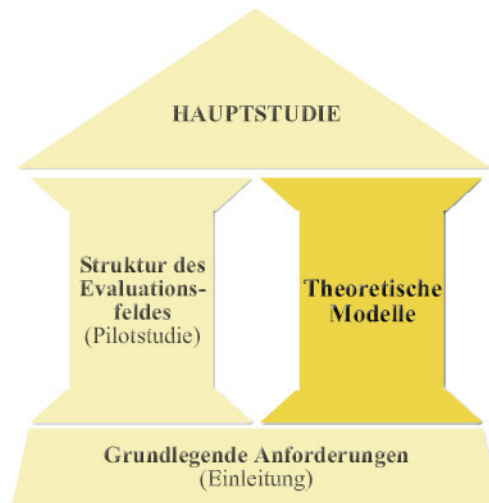 HAUPTSTUDIE
Struktur des
Evaluations-
feldes
(Pilotstudie)
Theoretische
Modelle
Grundlegende Anforderungen
(Einleitung)